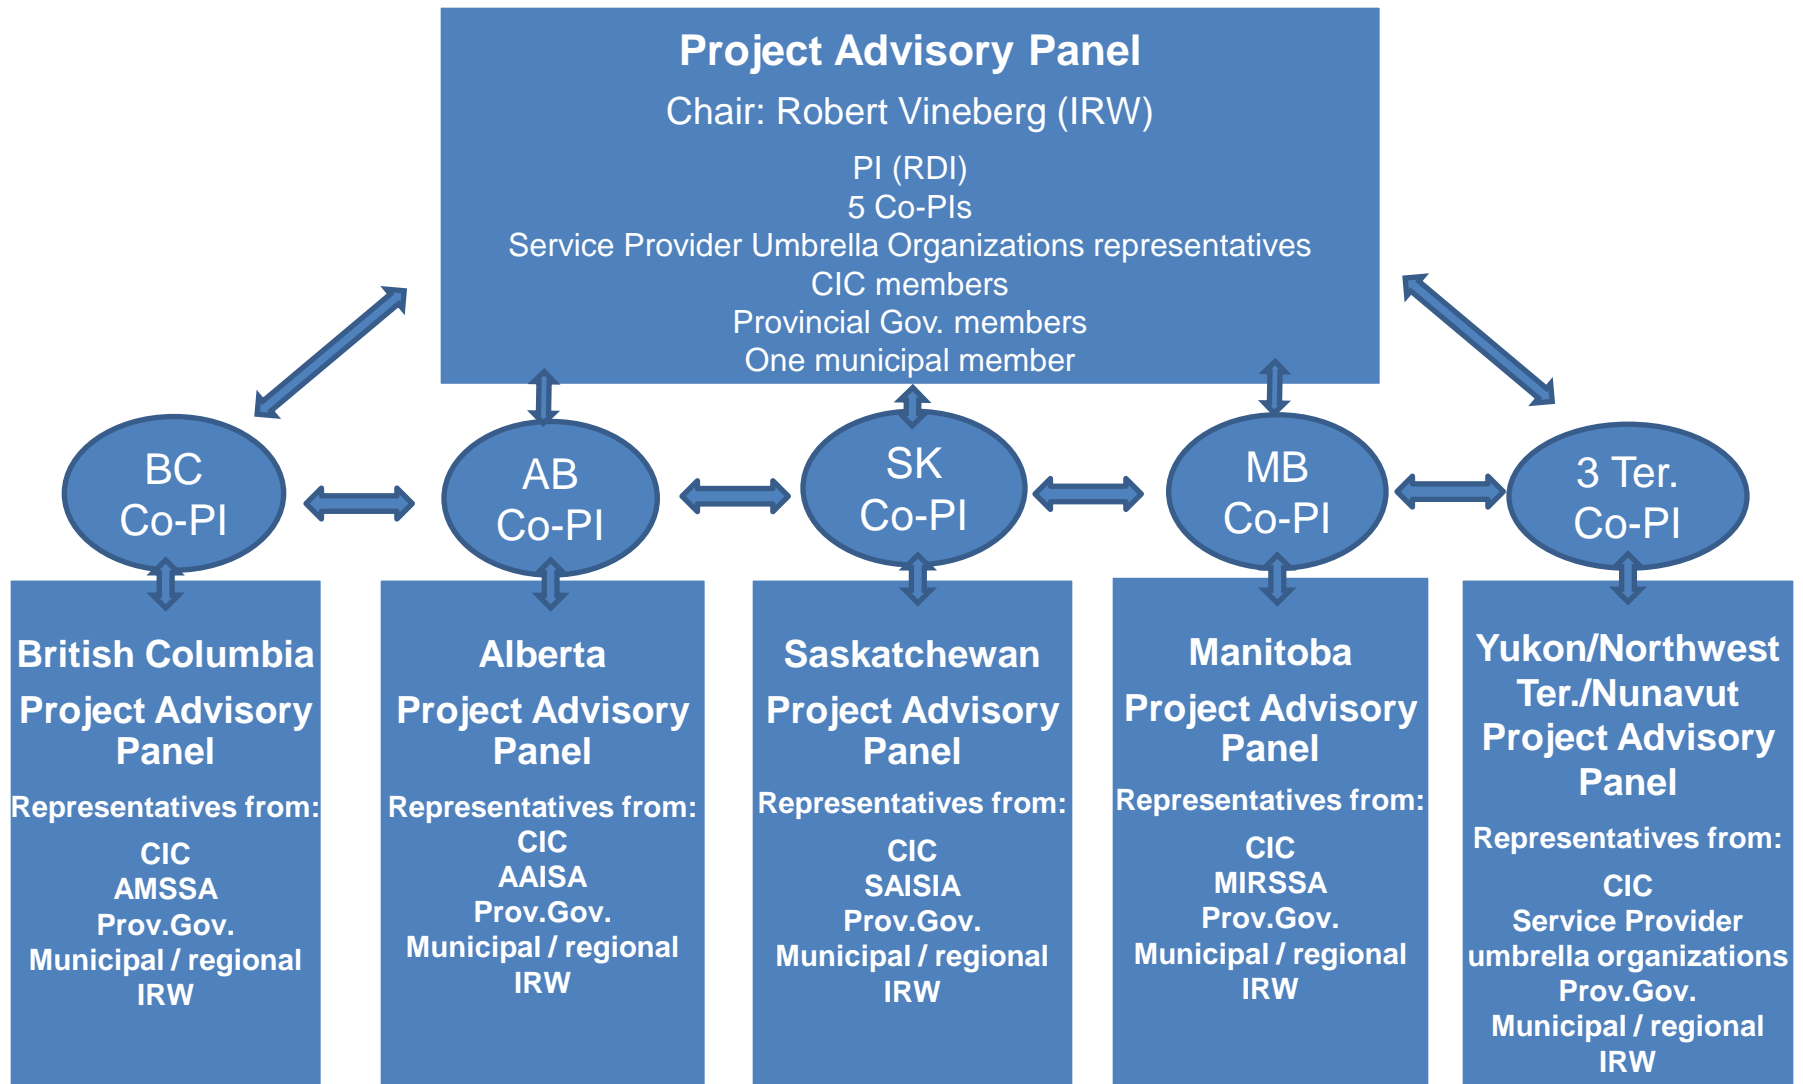 Project Advisory Panel
Chair: Robert Vineberg (IRW)
PI (RDI)
5 Co-PIs
Service Provider Umbrella Organizations representatives
CIC members
Provincial Gov. members
One municipal member
BC
Co-PI
AB
Co-PI
SK
Co-PI
MB
Co-PI
3 Ter.
Co-PI
British Columbia
Project Advisory
Panel
Representatives from:
CIC
AMSSA
Prov.Gov.
Municipal / regional
IRW
Alberta
Project Advisory
Panel
Representatives from:
CIC
AAISA
Prov.Gov.
Municipal / regional
IRW
Saskatchewan
Project Advisory
Panel
Representatives from:
CIC
SAISIA
Prov.Gov.
Municipal / regional
IRW
Manitoba
Project Advisory
Panel
Representatives from:
CIC
MIRSSA
Prov.Gov.
Municipal / regional
IRW
Yukon/Northwest
Ter./Nunavut
Project Advisory
Panel
Representatives from:
CIC
Service Provider
umbrella organizations
Prov.Gov.
Municipal / regional
IRW